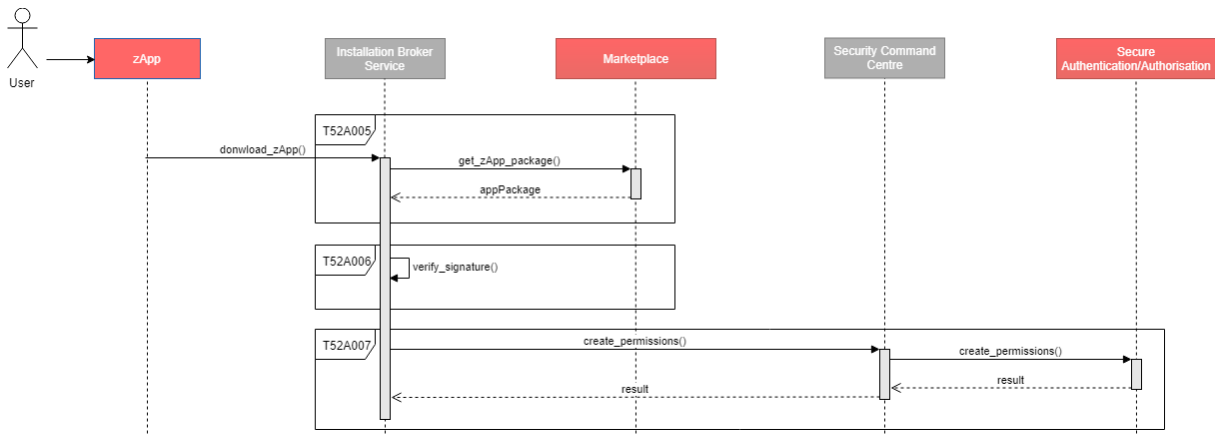 User
zApp
Installation Broker
Service
Marketplace
Security Command
Centre
Secure
Authentication/Authorisation
T52A005
donwload_zApp()
get_zApp_package()
appPackage
T52A006
verify_signature()
T52A007
create_permissions()
create_permissions()
result
result